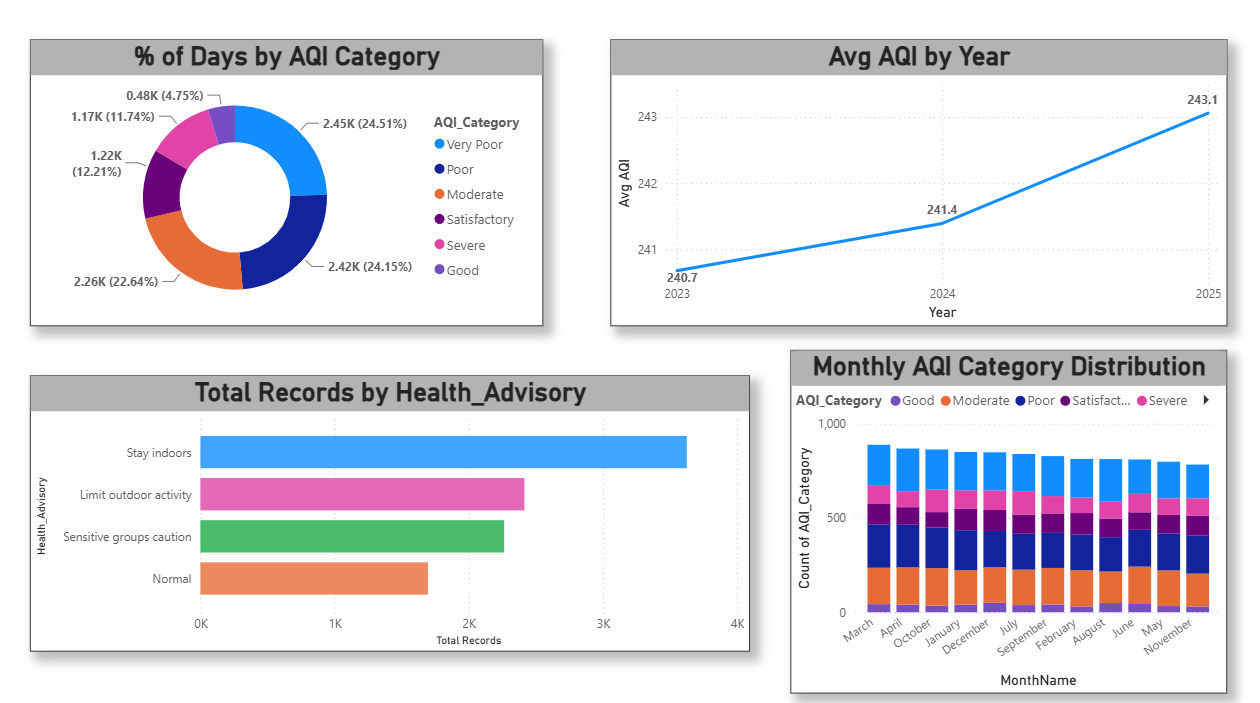 % of Days by AQI Category
0.48K (4.75%)
1.17K (11.74%)
1.22K
(12.21%)
2.26K (22.64%)
2.45K (24.51%)
2.42K (24.15%)
AQI_Category
Very Poor
Poor
Moderate
Satisfactory
Severe
Good
Avg AQI by Year
Avg AQI
243
242
241
240.7
241.4
243.1
2023
2024
2025
Year
Total Records by Health_Advisory
Health_Advisory
Stay indoors
Limit outdoor activity
Sensitive groups caution
Normal
0K
1K
2K
3K
4K
Total Records
Monthly AQI Category Distribution
AQI_Category Good Moderate Poor Satisfact... Severe
Count of AQI_Category
1,000
500
0
March
April
October
January
December
July
September
February
August
June
May
November
MonthName